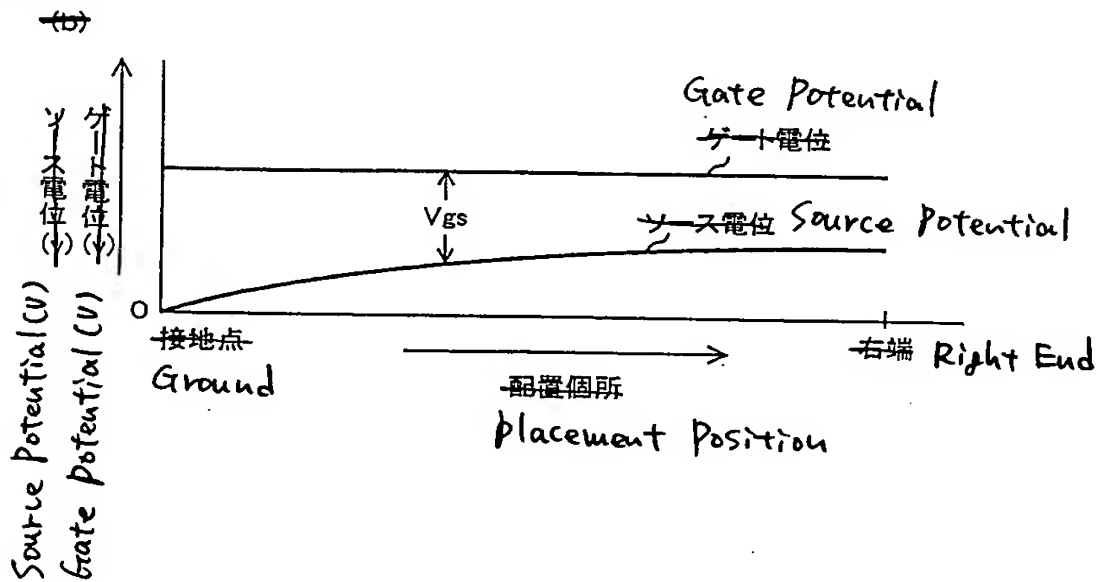 (b)
ソース電位(V)
ゲート電位(V)
Source Potential (V)
Gate Potential (V)
Gate Potential
ゲート電位
Vgs
ソース電位 Source Potential
0
接地点
Ground
配置個所
Placement Position
右端 Right End